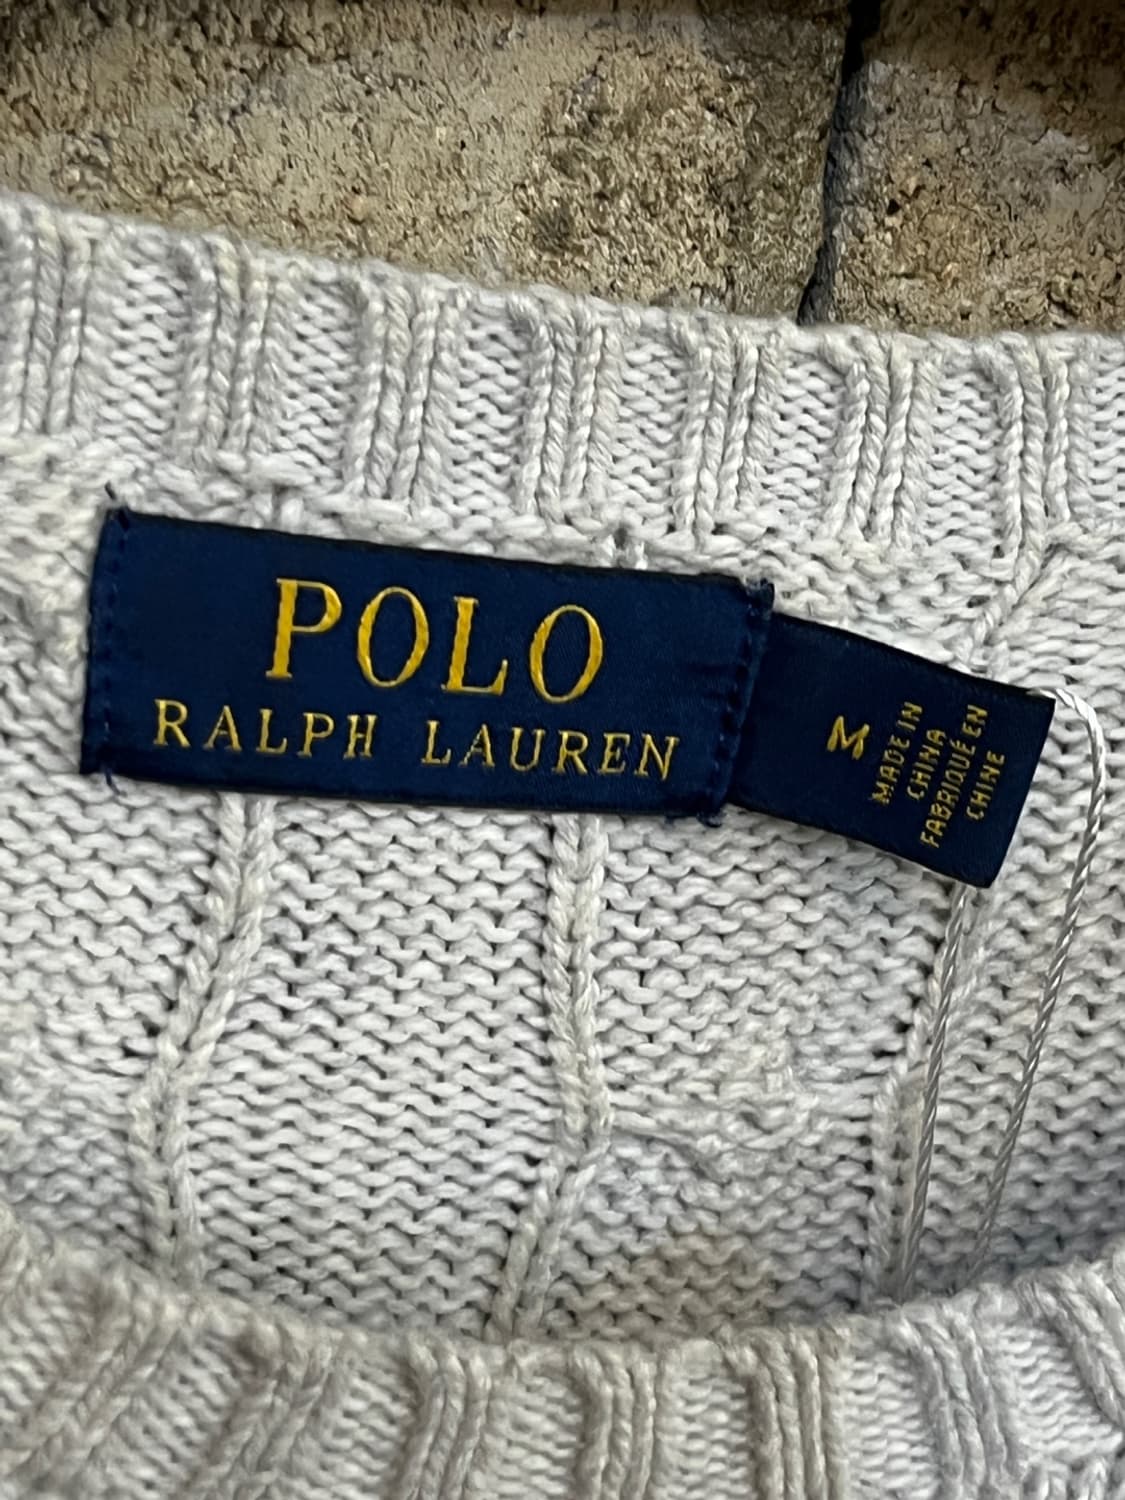 POLO
RALPH LAUREN
M
MADE IN
CHINA
FABRIQUÉ EN
CHINE